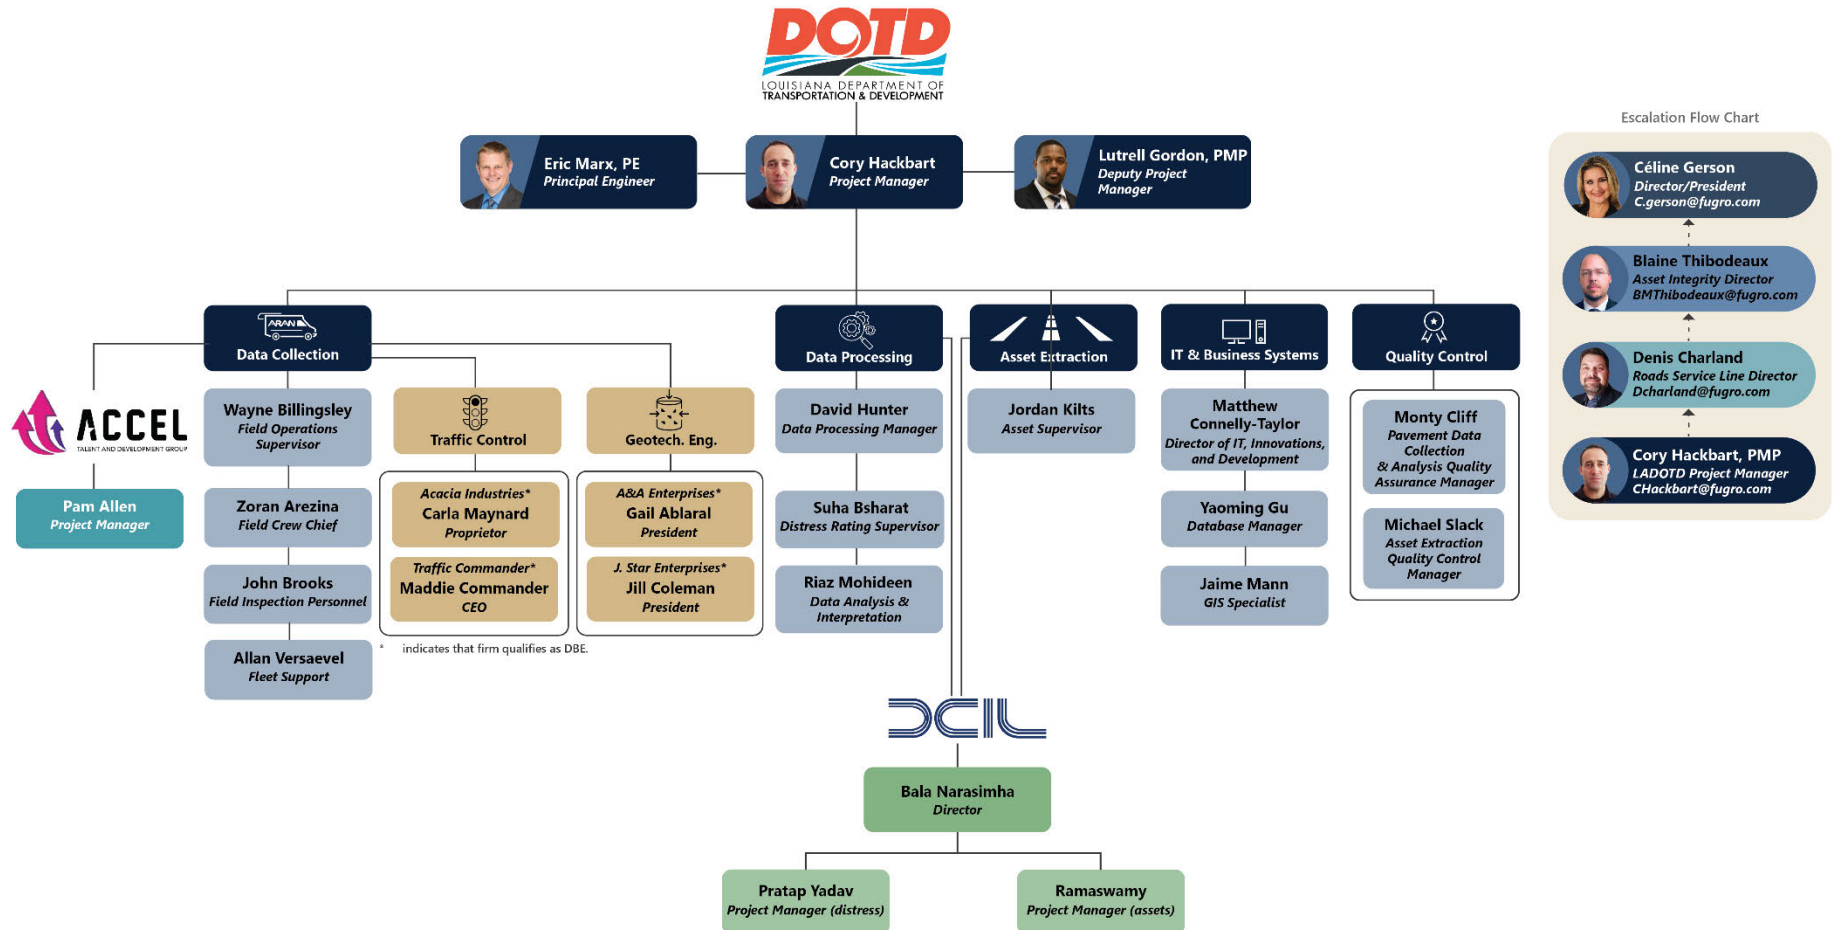 DOTD
LOUISIANA DEPARTMENT OF
TRANSPORTATION & DEVELOPMENT
Eric Marx, PE
Principal Engineer
Cory Hackbart
Project Manager
Lutrell Gordon, PMP
Deputy Project
Manager
Escalation Flow Chart
Céline Gerson
Director/President
C.gerson@fugro.com
Blaine Thibodeaux
Asset Integrity Director
BMThibodeaux@fugro.com
Denis Charland
Roads Service Line Director
Dcharland@fugro.com
Cory Hackbart, PMP
LADOTD Project Manager
CHackbart@fugro.com
ARAN
Data Collection
Data Processing
Asset Extraction
IT & Business Systems
Quality Control
ACCEL
TALENT AND DEVELOPMENT GROUP
Pam Allen
Project Manager
Wayne Billingsley
Field Operations
Supervisor
Zoran Arezina
Field Crew Chief
John Brooks
Field Inspection Personnel
Allan Versaevel
Fleet Support
Traffic Control
Acacia Industries*
Carla Maynard
Proprietor
Traffic Commander*
Maddie Commander
CEO
Geotech. Eng.
A&A Enterprises*
Gail Ablaral
President
J. Star Enterprises*
Jill Coleman
President
* indicates that firm qualifies as DBE.
David Hunter
Data Processing Manager
Suha Bsharat
Distress Rating Supervisor
Riaz Mohideen
Data Analysis &
Interpretation
Jordan Kilts
Asset Supervisor
Matthew
Connelly-Taylor
Director of IT, Innovations,
and Development
Yaoming Gu
Database Manager
Jaime Mann
GIS Specialist
Monty Cliff
Pavement Data
Collection
& Analysis Quality
Assurance Manager
Michael Slack
Asset Extraction
Quality Control
Manager
DCIL
Bala Narasimha
Director
Pratap Yadav
Project Manager (distress)
Ramaswamy
Project Manager (assets)